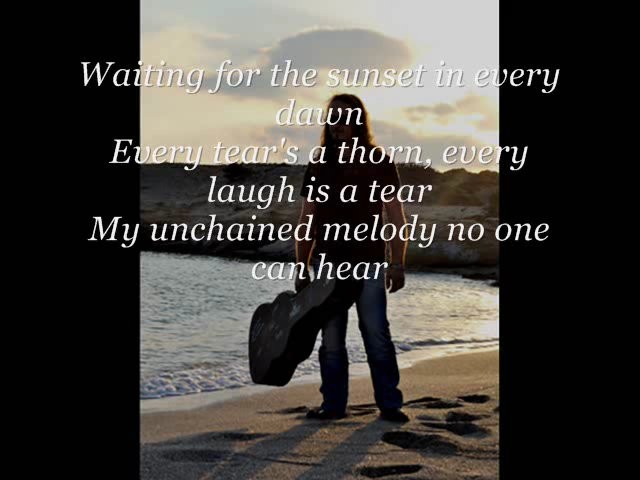 Waiting for the sunset in every
dawn
Every tear's a thorn, every
laugh is a tear
My unchained melody no one
can hear